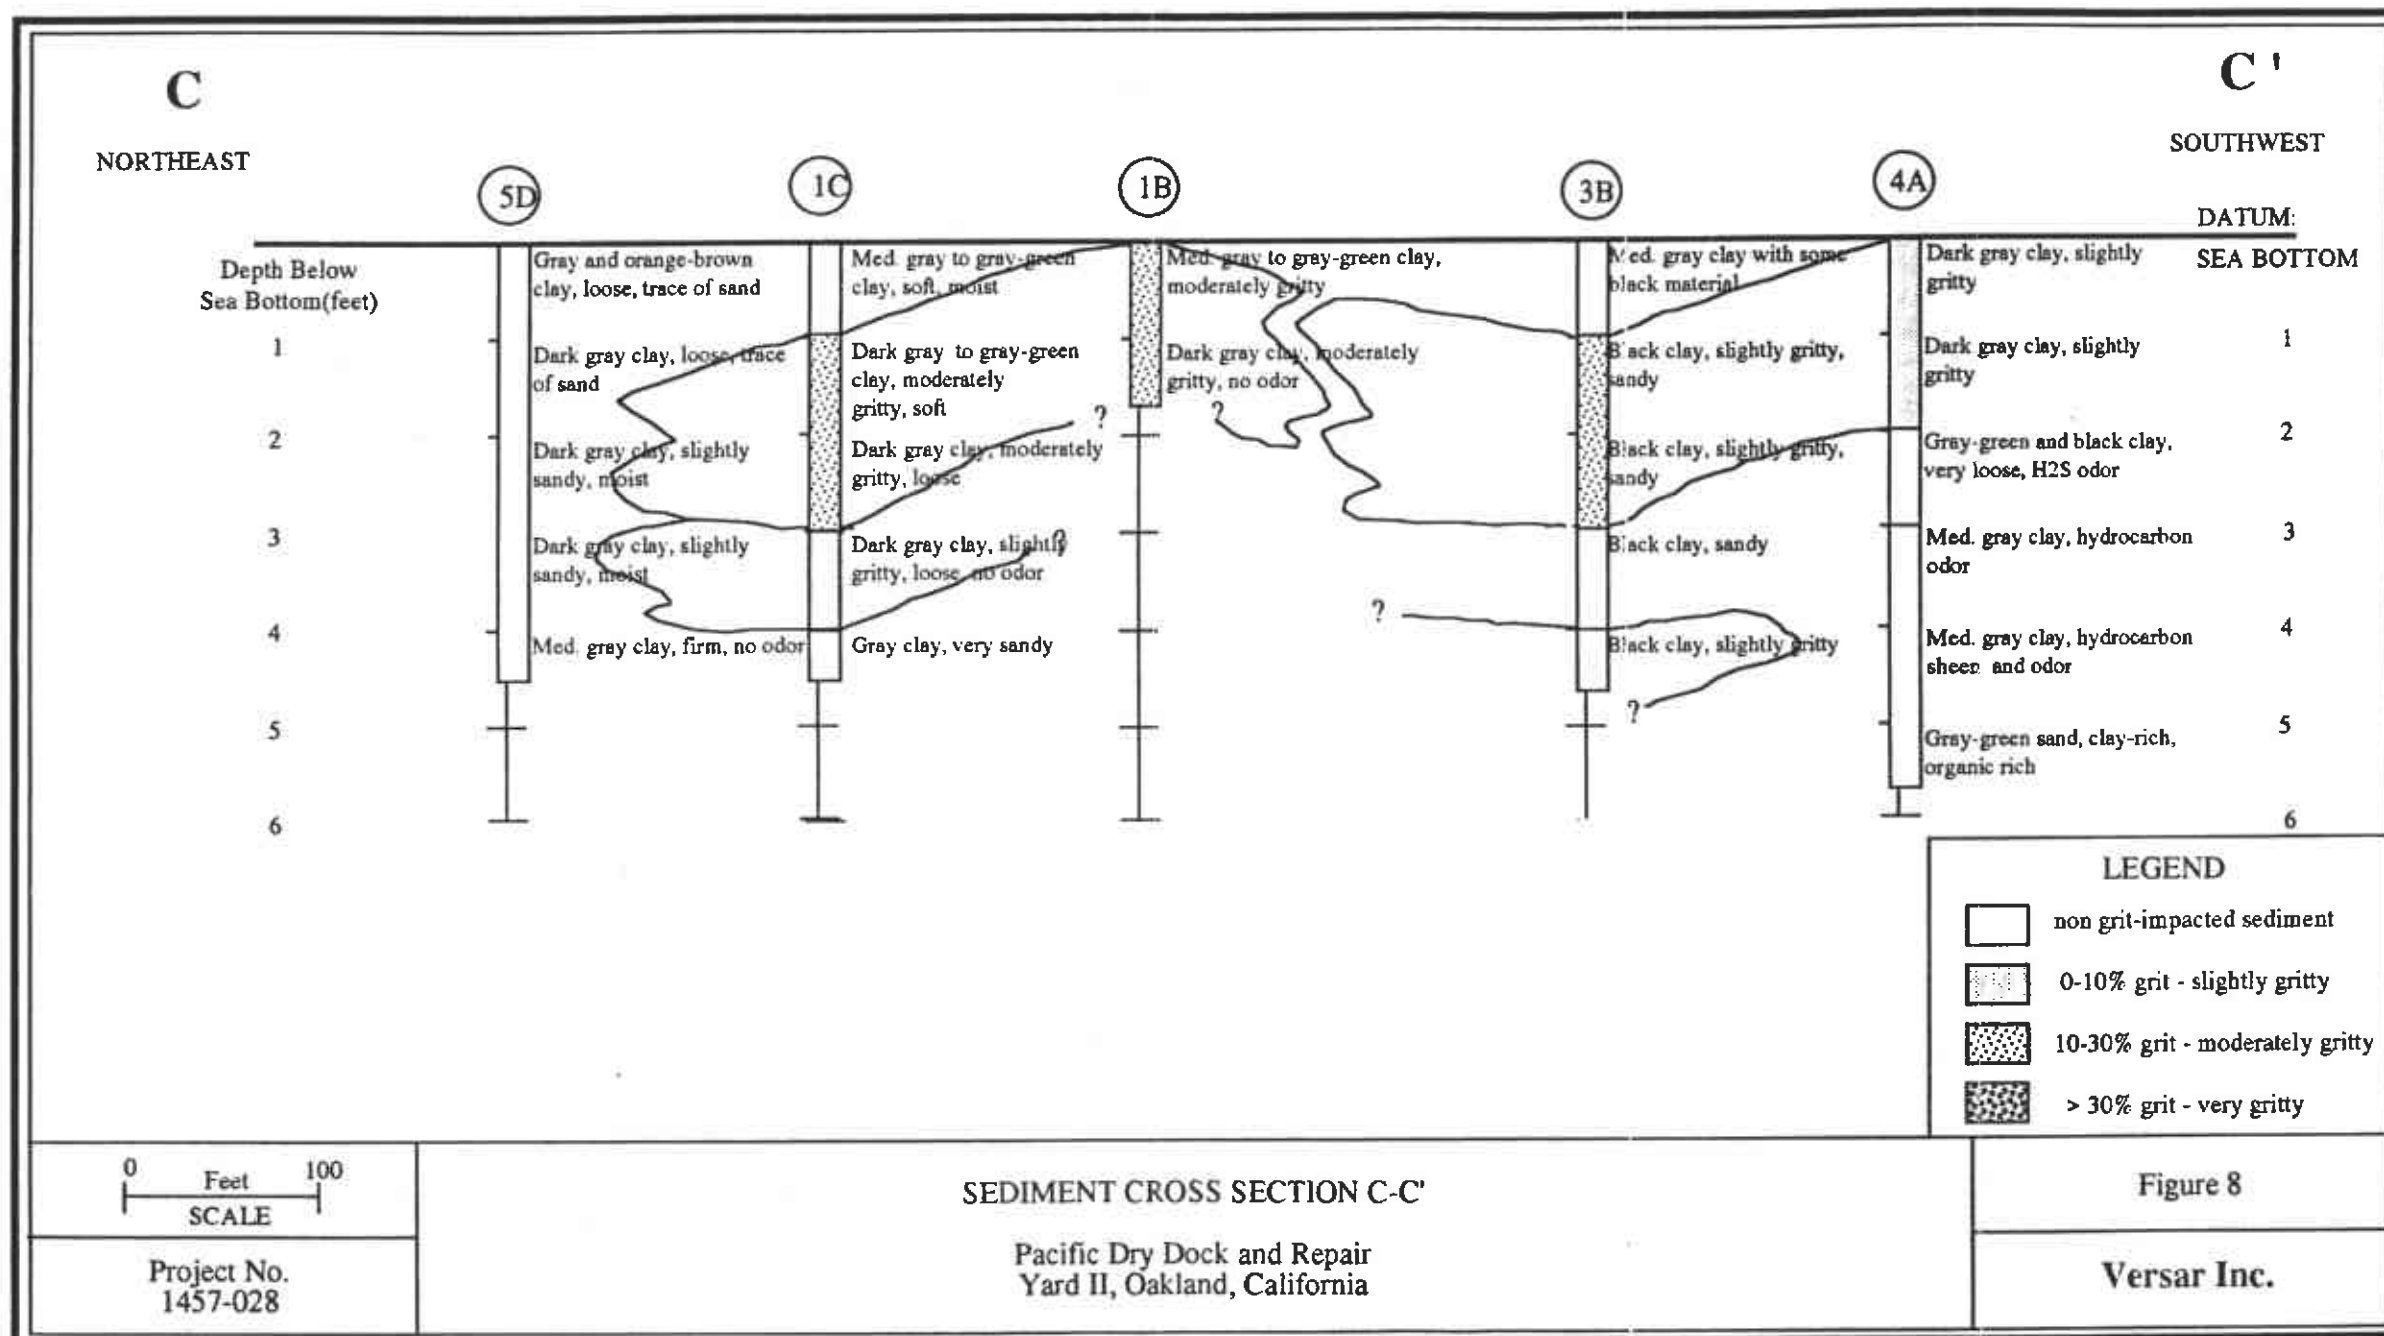 C
C '
NORTHEAST
SOUTHWEST
5D
1C
1B
3B
4A
DATUM:
SEA BOTTOM
Depth Below
Sea Bottom(feet)
1
2
3
4
5
6
Gray and orange-brown
clay, loose, trace of sand
Dark gray clay, loose, trace
of sand
Dark gray clay, slightly
sandy, moist
Dark gray clay, slightly
sandy, moist
Med. gray clay, firm, no odor
Med. gray to gray-green
clay, soft, moist
Dark gray to gray-green
clay, moderately
gritty, soft
Dark gray clay, moderately
gritty, loose
Dark gray clay, slightly
gritty, loose, no odor
Gray clay, very sandy
?
?
Med. gray to gray-green clay,
moderately gritty
Dark gray clay, moderately
gritty, no odor
?
?
Med. gray clay with some
black material
Black clay, slightly gritty,
sandy
Black clay, slightly gritty,
sandy
Black clay, sandy
Black clay, slightly gritty
?
Dark gray clay, slightly
gritty
Dark gray clay, slightly
gritty
Gray-green and black clay,
very loose, H2S odor
Med. gray clay, hydrocarbon
odor
Med. gray clay, hydrocarbon
sheen and odor
Gray-green sand, clay-rich,
organic rich
1
2
3
4
5
6
LEGEND
non grit-impacted sediment
0-10% grit - slightly gritty
10-30% grit - moderately gritty
> 30% grit - very gritty
0 Feet 100
SCALE
Project No.
1457-028
SEDIMENT CROSS SECTION C-C'
Pacific Dry Dock and Repair
Yard II, Oakland, California
Figure 8
Versar Inc.